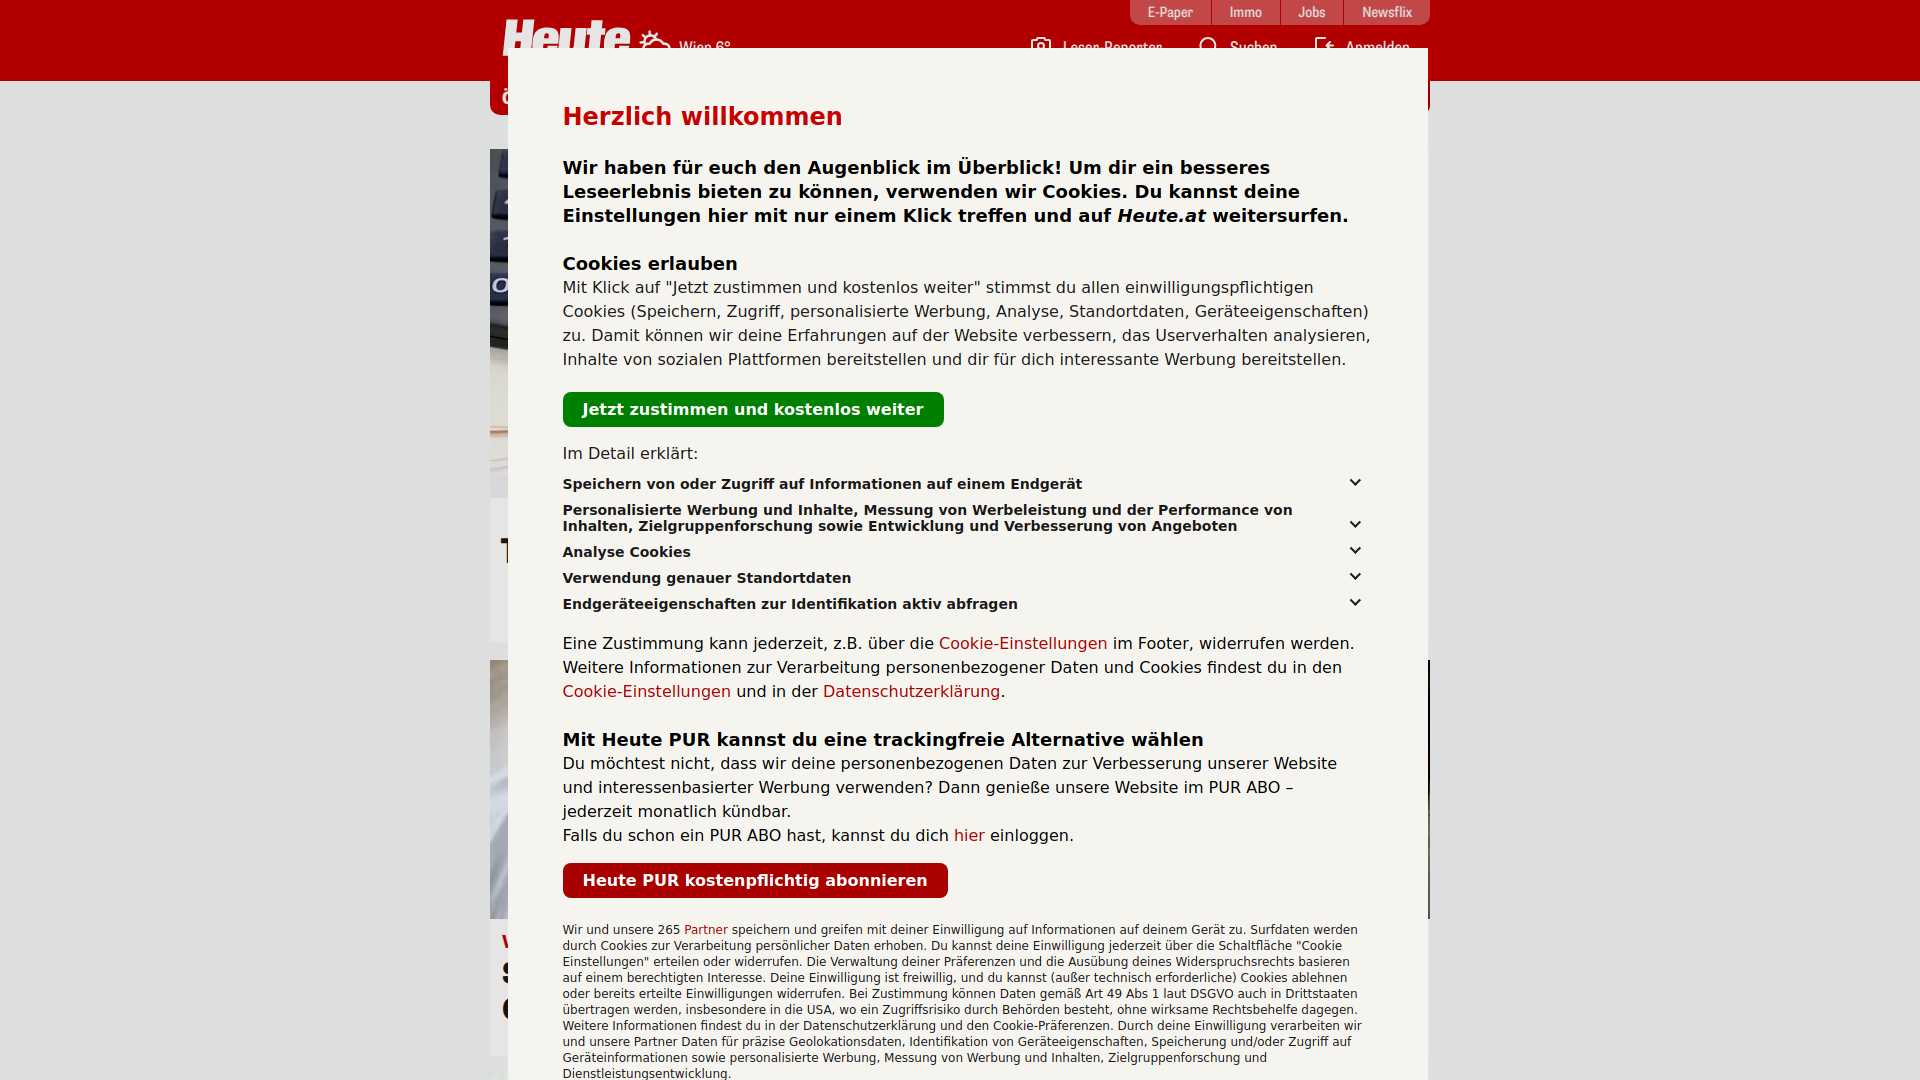 E-Paper
Immo
Jobs
Newsflix
Heute
Wien 6°
Leser-Reporter
Suchen
Anmelden
Herzlich willkommen
Wir haben für euch den Augenblick im Überblick! Um dir ein besseres
Leseerlebnis bieten zu können, verwenden wir Cookies. Du kannst deine
Einstellungen hier mit nur einem Klick treffen und auf Heute.at weitersurfen.
Cookies erlauben
Mit Klick auf "Jetzt zustimmen und kostenlos weiter" stimmst du allen einwilligungspflichtigen
Cookies (Speichern, Zugriff, personalisierte Werbung, Analyse, Standortdaten, Geräteeigenschaften)
zu. Damit können wir deine Erfahrungen auf der Website verbessern, das Userverhalten analysieren,
Inhalte von sozialen Plattformen bereitstellen und dir für dich interessante Werbung bereitstellen.
Jetzt zustimmen und kostenlos weiter
Im Detail erklärt:
Speichern von oder Zugriff auf Informationen auf einem Endgerät
Personalisierte Werbung und Inhalte, Messung von Werbeleistung und der Performance von
Inhalten, Zielgruppenforschung sowie Entwicklung und Verbesserung von Angeboten
Analyse Cookies
Verwendung genauer Standortdaten
Endgeräteeigenschaften zur Identifikation aktiv abfragen
Eine Zustimmung kann jederzeit, z.B. über die Cookie-Einstellungen im Footer, widerrufen werden.
Weitere Informationen zur Verarbeitung personenbezogener Daten und Cookies findest du in den
Cookie-Einstellungen und in der Datenschutzerklärung.
Mit Heute PUR kannst du eine trackingfreie Alternative wählen
Du möchtest nicht, dass wir deine personenbezogenen Daten zur Verbesserung unserer Website
und interessenbasierter Werbung verwenden? Dann genieße unsere Website im PUR ABO –
jederzeit monatlich kündbar.
Falls du schon ein PUR ABO hast, kannst du dich hier einloggen.
Heute PUR kostenpflichtig abonnieren
Wir und unsere 265 Partner speichern und greifen mit deiner Einwilligung auf Informationen auf deinem Gerät zu. Surfdaten werden
durch Cookies zur Verarbeitung persönlicher Daten erhoben. Du kannst deine Einwilligung jederzeit über die Schaltfläche "Cookie
Einstellungen" erteilen oder widerrufen. Die Verwaltung deiner Präferenzen und die Ausübung deines Widerspruchsrechts basieren
auf einem berechtigten Interesse. Deine Einwilligung ist freiwillig, und du kannst (außer technisch erforderliche) Cookies ablehnen
oder bereits erteilte Einwilligungen widerrufen. Bei Zustimmung können Daten gemäß Art 49 Abs 1 laut DSGVO auch in Drittstaaten
übertragen werden, insbesondere in die USA, wo ein Zugriffsrisiko durch Behörden besteht, ohne wirksame Rechtsbehelfe dagegen.
Weitere Informationen findest du in der Datenschutzerklärung und den Cookie-Präferenzen. Durch deine Einwilligung verarbeiten wir
und unsere Partner Daten für präzise Geolokationsdaten, Identifikation von Geräteeigenschaften, Speicherung und/oder Zugriff auf
Geräteinformationen sowie personalisierte Werbung, Messung von Werbung und Inhalten, Zielgruppenforschung und
Dienstleistungsentwicklung.